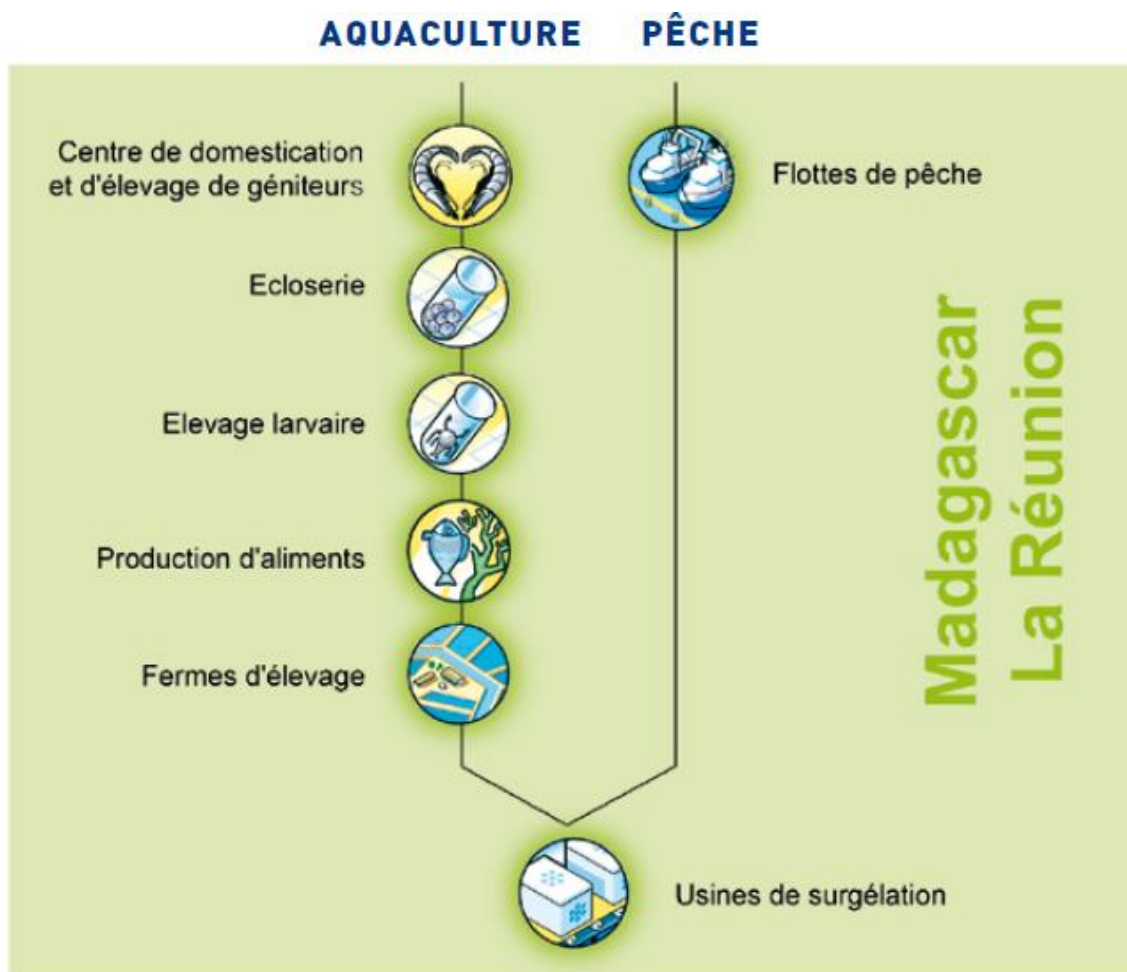 AQUACULTURE PÊCHE
Centre de domestication
et d'élevage de géniteurs
Flottes de pêche
Ecloserie
Elevage larvaire
Production d'aliments
Fermes d'élevage
Madagascar
La Réunion
Usines de surgélation